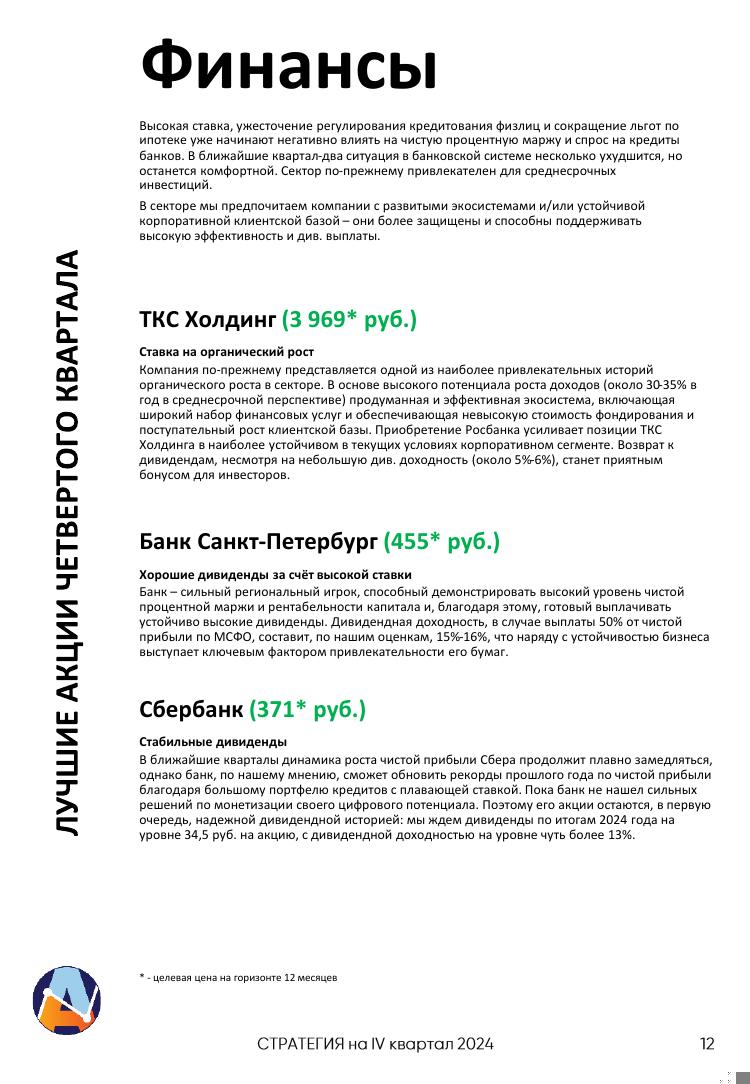 Финансы
Высокая ставка, ужесточение регулирования кредитования физлиц и сокращение льгот по
ипотеке уже начинают негативно влиять на чистую процентную маржу и спрос на кредиты
банков. В ближайшие квартал-два ситуация в банковской системе несколько ухудшится, но
останется комфортной. Сектор по-прежнему привлекателен для среднесрочных
инвестиций.
В секторе мы предпочитаем компании с развитыми экосистемами и/или устойчивой
корпоративной клиентской базой – они более защищены и способны поддерживать
высокую эффективность и див. выплаты.
ЛУЧШИЕ АКЦИИ ЧЕТВЕРТОГО КВАРТАЛА
ТКС Холдинг (3 969* руб.)
Ставка на органический рост
Компания по-прежнему представляется одной из наиболее привлекательных историй
органического роста в секторе. В основе высокого потенциала роста доходов (около 30-35% в
год в среднесрочной перспективе) продуманная и эффективная экосистема, включающая
широкий набор финансовых услуг и обеспечивающая невысокую стоимость фондирования и
поступательный рост клиентской базы. Приобретение Росбанка усиливает позиции ТКС
Холдинга в наиболее устойчивом в текущих условиях корпоративном сегменте. Возврат к
дивидендам, несмотря на небольшую див. доходность (около 5%-6%), станет приятным
бонусом для инвесторов.
Банк Санкт-Петербург (455* руб.)
Хорошие дивиденды за счёт высокой ставки
Банк – сильный региональный игрок, способный демонстрировать высокий уровень чистой
процентной маржи и рентабельности капитала и, благодаря этому, готовый выплачивать
устойчиво высокие дивиденды. Дивидендная доходность, в случае выплаты 50% от чистой
прибыли по МСФО, составит, по нашим оценкам, 15%-16%, что наряду с устойчивостью бизнеса
выступает ключевым фактором привлекательности его бумаг.
Сбербанк (371* руб.)
Стабильные дивиденды
В ближайшие кварталы динамика роста чистой прибыли Сбера продолжит плавно замедляться,
однако банк, по нашему мнению, сможет обновить рекорды прошлого года по чистой прибыли
благодаря большому портфелю кредитов с плавающей ставкой. Пока банк не нашел сильных
решений по монетизации своего цифрового потенциала. Поэтому его акции остаются, в первую
очередь, надежной дивидендной историей: мы ждем дивиденды по итогам 2024 года на
уровне 34,5 руб. на акцию, с дивидендной доходностью на уровне чуть более 13%.
* - целевая цена на горизонте 12 месяцев
СТРАТЕГИЯ на IV квартал 2024
12